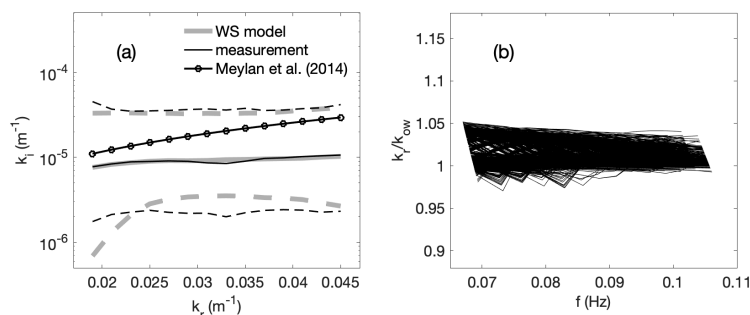 (a)
WS model
measurement
Meylan et al. (2014)
10⁻⁴
10⁻⁵
10⁻⁶
kᵢ (m⁻¹)
0.02 0.025 0.03 0.035 0.04 0.045
kᵣ (m⁻¹)
(b)
1.15
1.1
1.05
1
0.95
0.9
kᵣ/k_ow
0.07 0.08 0.09 0.1 0.11
f (Hz)